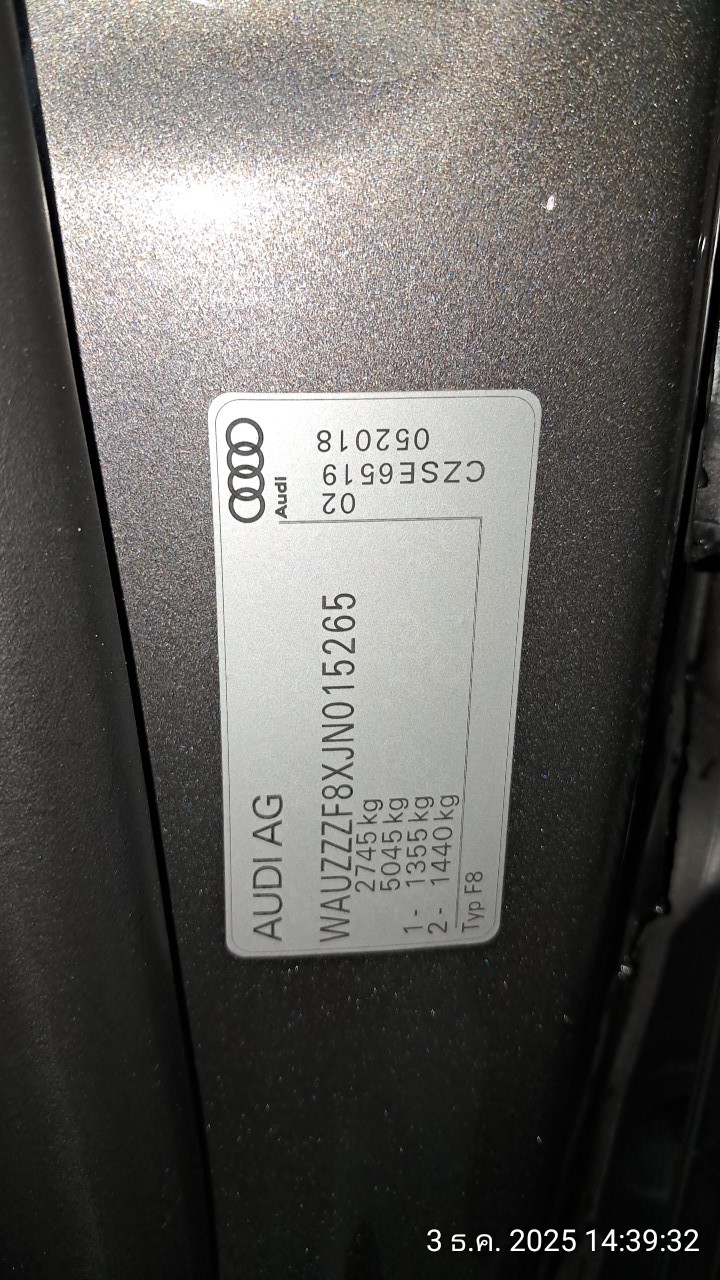 AUDI AG
WAUZZZF8XJN015265
2745 kg
5045 kg
1 - 1355 kg
2 - 1440 kg
Typ F8
Audi
02
CZSE6519
052018
3 ธ.ค. 2025 14:39:32